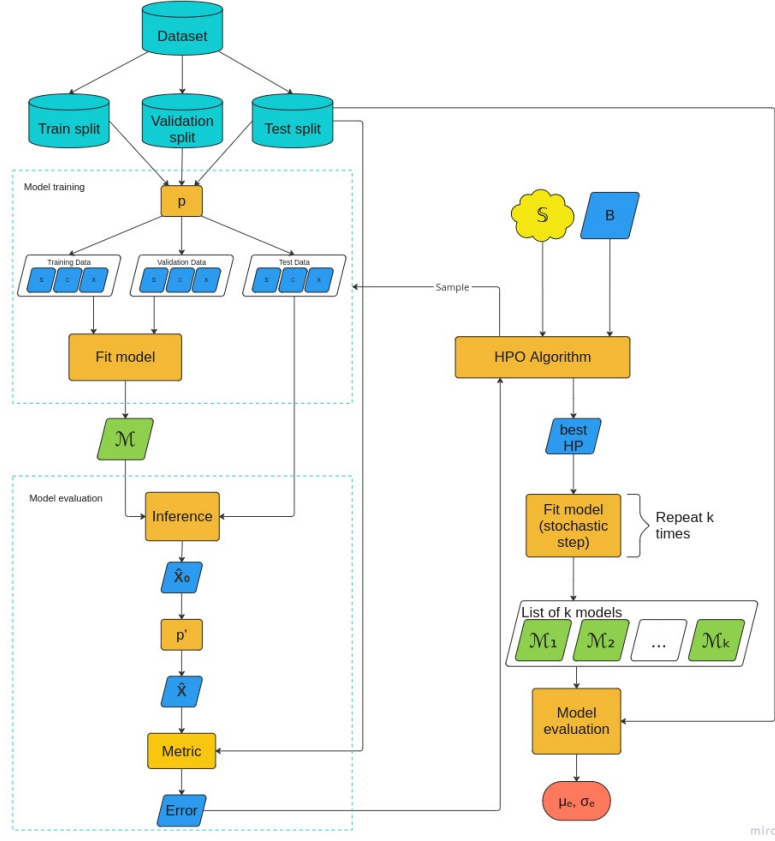 Dataset
Train split
Validation
split
Test split
Model training
p
Training Data
S C X
Validation Data
S C X
Test Data
S C X
Fit model
ℳ
Model evaluation
Inference
X̂₀
p'
X̂
Metric
Error
Sample
𝕊
B
HPO Algorithm
best
HP
Fit model
(stochastic
step)
Repeat k
times
List of k models
ℳ₁ ℳ₂ ... ℳₖ
Model
evaluation
μₑ, σₑ
miro